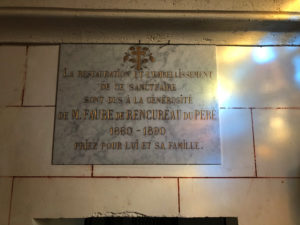 LA RESTAURATION ET L'EMBELLISSEMENT
DE CE SANCTUAIRE
SONT DUS À LA GÉNÉROSITÉ
DE M. FAURE DE RENCUREAU DU PÈRE
1880 - 1890
PRIEZ POUR LUI ET SA FAMILLE.